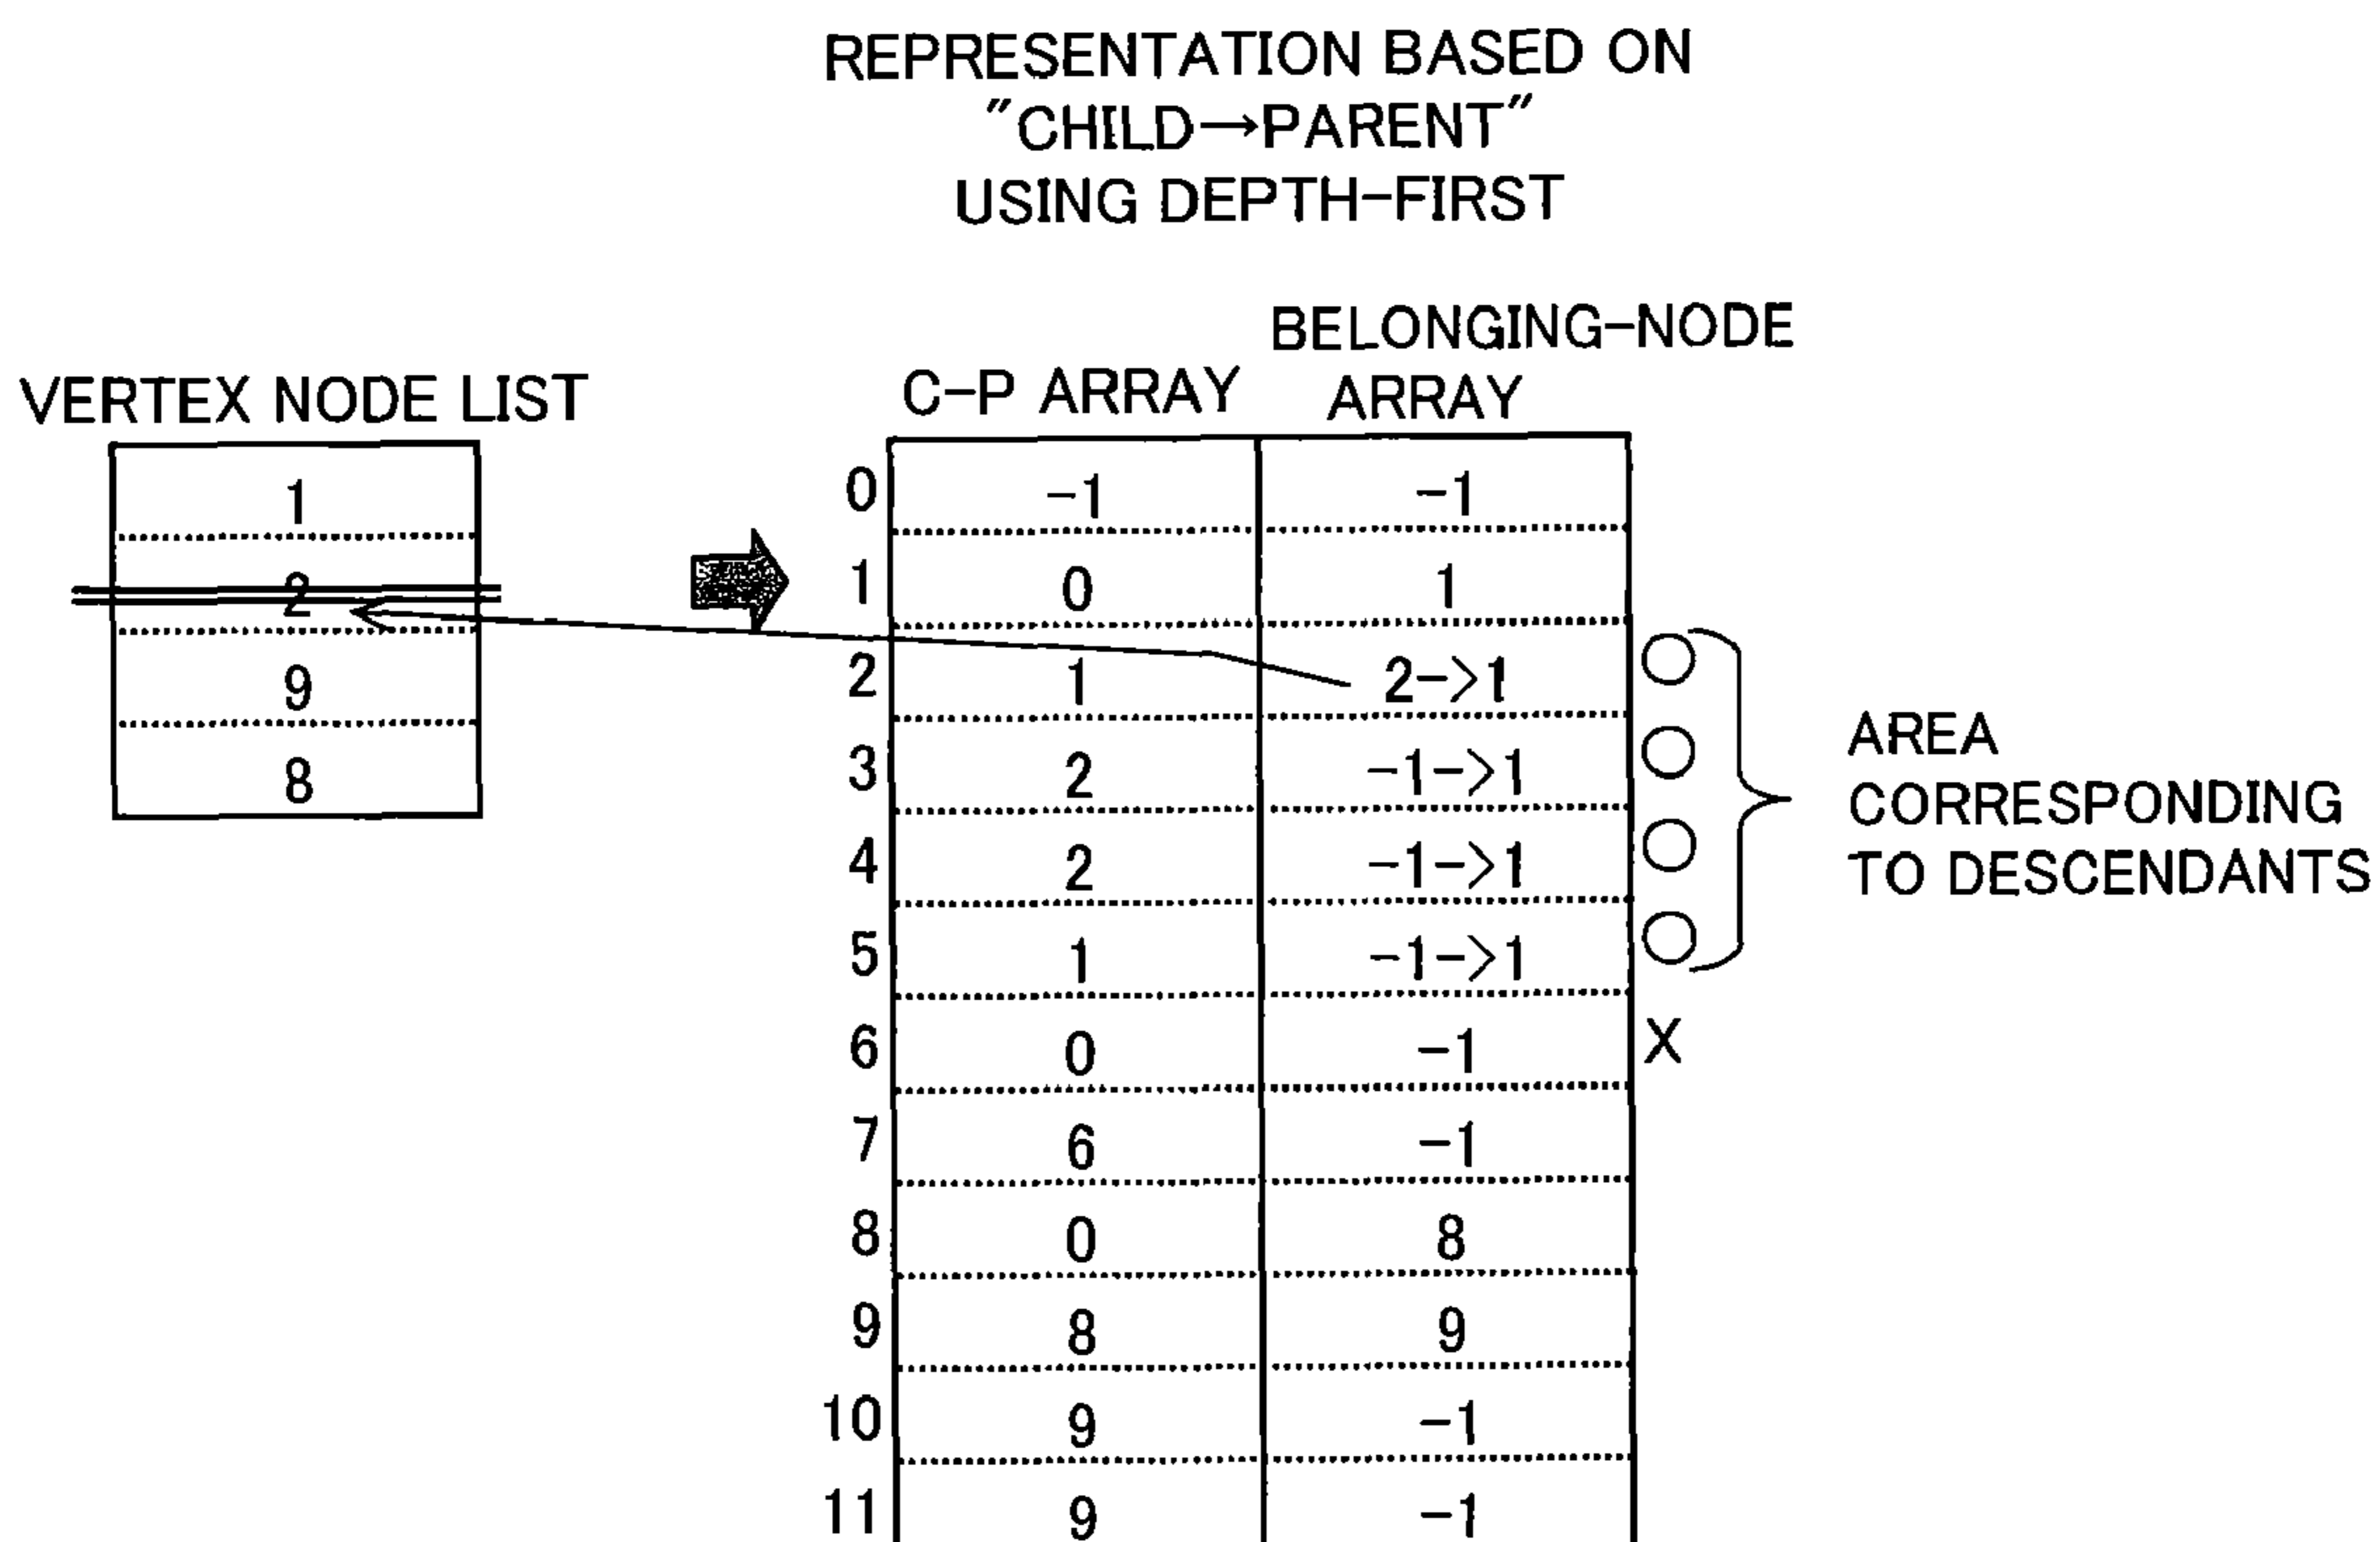 REPRESENTATION BASED ON
"CHILD→PARENT"
USING DEPTH-FIRST
VERTEX NODE LIST
1
2
9
8
C-P ARRAY
BELONGING-NODE
ARRAY
0 -1 -1
1 0 1
2 1 2->1
3 2 -1->1
4 2 -1->1
5 1 -1->1
6 0 -1 X
7 6 -1
8 0 8
9 8 9
10 9 -1
11 9 -1
AREA
CORRESPONDING
TO DESCENDANTS